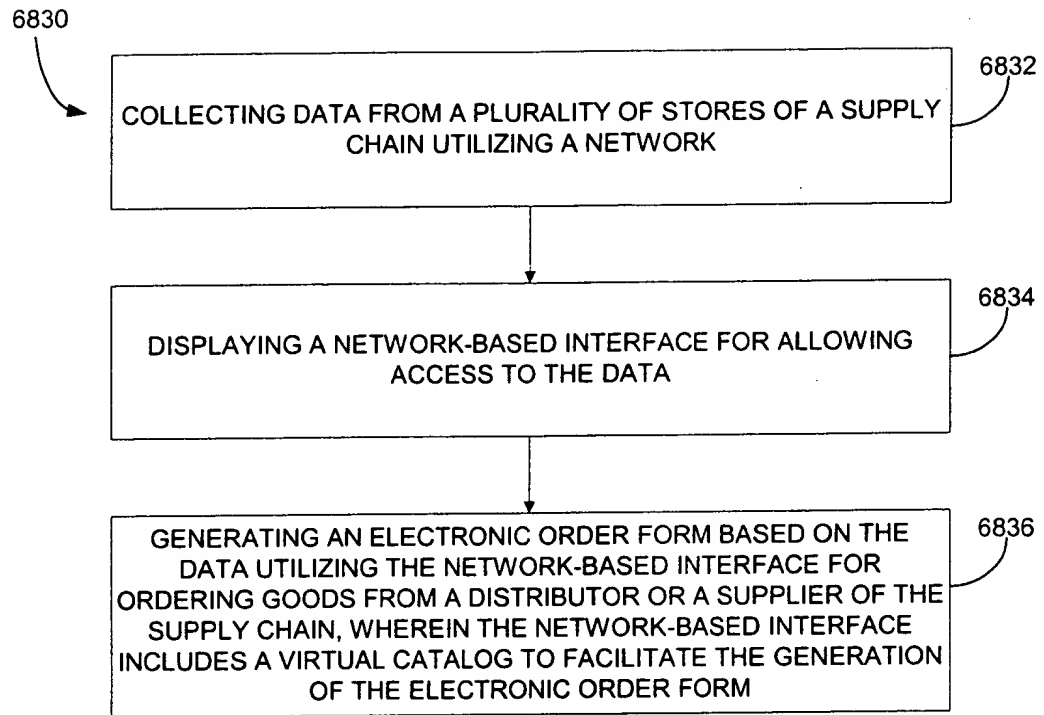 6830
6832
COLLECTING DATA FROM A PLURALITY OF STORES OF A SUPPLY
CHAIN UTILIZING A NETWORK
6834
DISPLAYING A NETWORK-BASED INTERFACE FOR ALLOWING
ACCESS TO THE DATA
6836
GENERATING AN ELECTRONIC ORDER FORM BASED ON THE
DATA UTILIZING THE NETWORK-BASED INTERFACE FOR
ORDERING GOODS FROM A DISTRIBUTOR OR A SUPPLIER OF THE
SUPPLY CHAIN, WHEREIN THE NETWORK-BASED INTERFACE
INCLUDES A VIRTUAL CATALOG TO FACILITATE THE GENERATION
OF THE ELECTRONIC ORDER FORM